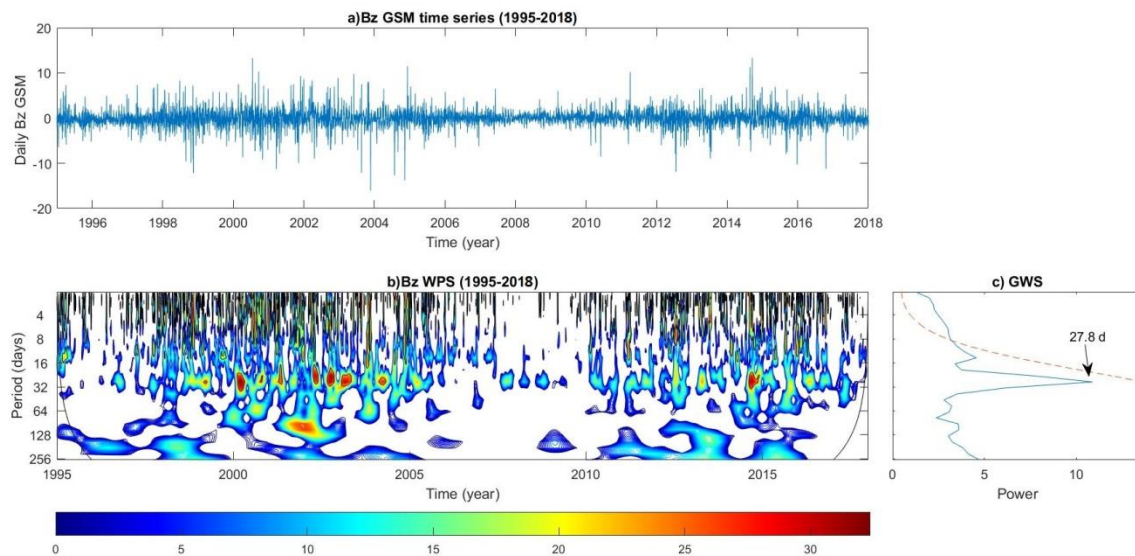 a)Bz GSM time series (1995-2018)
20
10
0
-10
-20
Daily Bz GSM
1996 1998 2000 2002 2004 2006 2008 2010 2012 2014 2016 2018
Time (year)
b)Bz WPS (1995-2018)
4
8
16
32
64
128
256
Period (days)
1995 2000 2005 2010 2015
Time (year)
c) GWS
27.8 d
0 5 10
Power
0 5 10 15 20 25 30